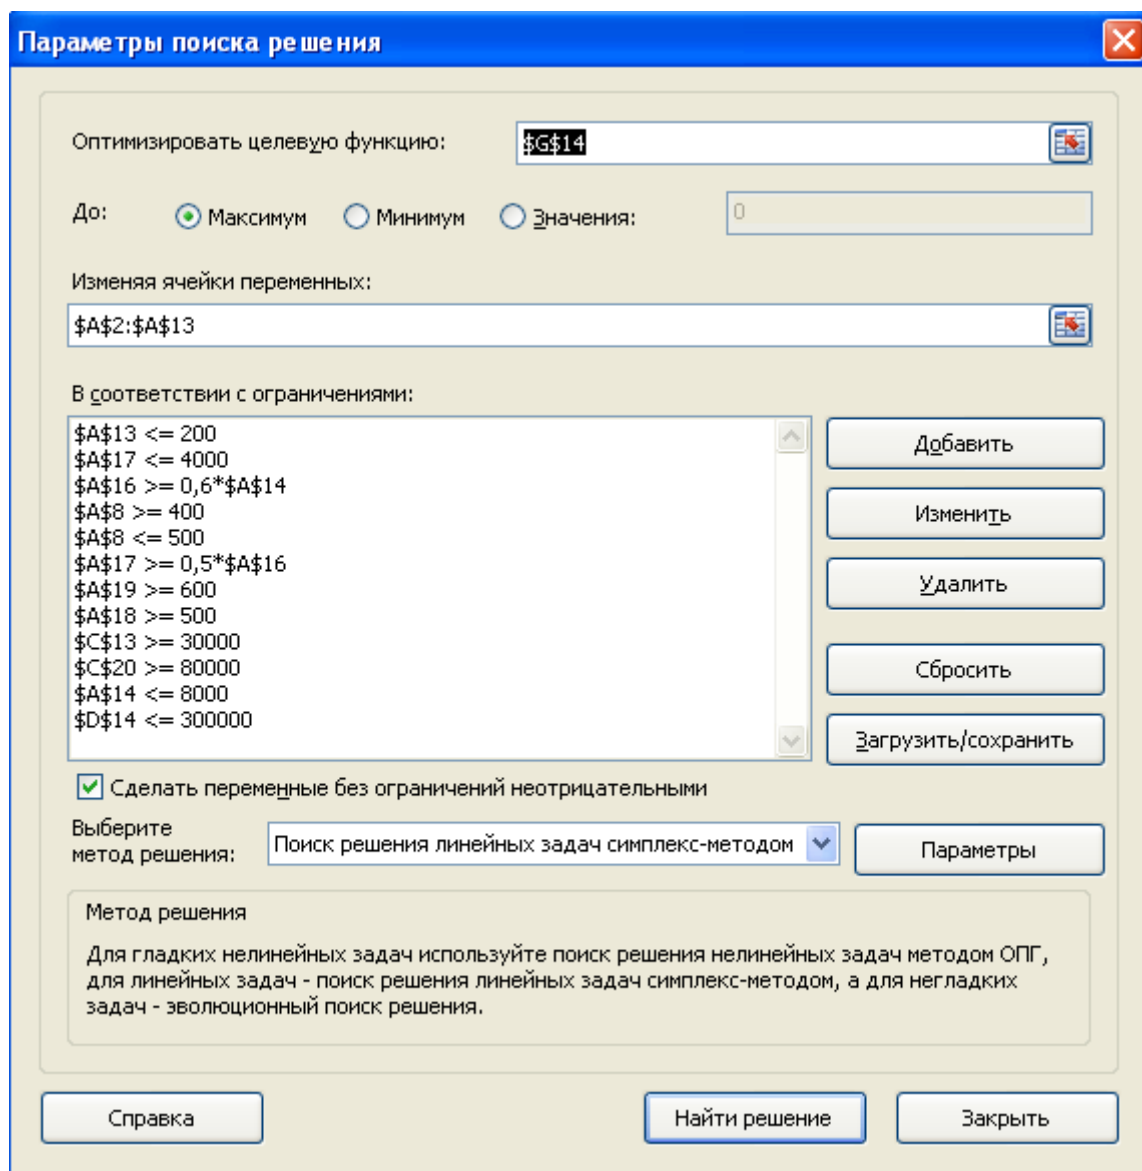 Параметры поиска решения
Оптимизировать целевую функцию:
$G$14
До:
Максимум
Минимум
Значения:
0
Изменяя ячейки переменных:
$A$2:$A$13
В соответствии с ограничениями:
$A$13 <= 200
$A$17 <= 4000
$A$16 >= 0,6*$A$14
$A$8 >= 400
$A$8 <= 500
$A$17 >= 0,5*$A$16
$A$19 >= 600
$A$18 >= 500
$C$13 >= 30000
$C$20 >= 80000
$A$14 <= 8000
$D$14 <= 300000
Добавить
Изменить
Удалить
Сбросить
Загрузить/сохранить
Сделать переменные без ограничений неотрицательными
Выберите
метод решения:
Поиск решения линейных задач симплекс-методом
Параметры
Метод решения
Для гладких нелинейных задач используйте поиск решения нелинейных задач методом ОПГ,
для линейных задач - поиск решения линейных задач симплекс-методом, а для негладких
задач - эволюционный поиск решения.
Справка
Найти решение
Закрыть